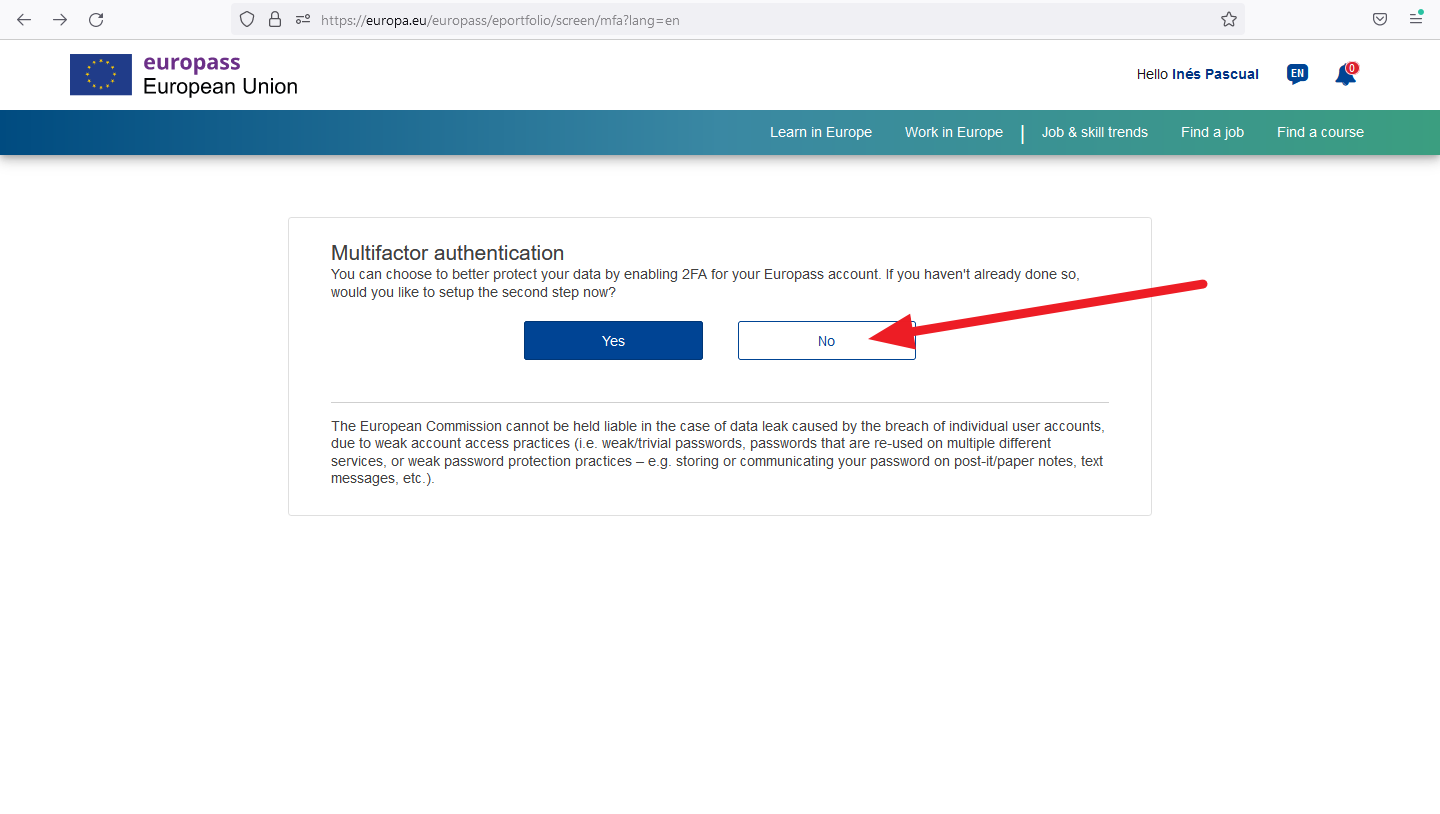 https://europa.eu/europass/eportfolio/screen/mfa?lang=en
europass
European Union
Hello Inés Pascual
EN
0
Learn in Europe
Work in Europe
Job & skill trends
Find a job
Find a course
Multifactor authentication
You can choose to better protect your data by enabling 2FA for your Europass account. If you haven't already done so,
would you like to setup the second step now?
Yes
No
The European Commission cannot be held liable in the case of data leak caused by the breach of individual user accounts,
due to weak account access practices (i.e. weak/trivial passwords, passwords that are re-used on multiple different
services, or weak password protection practices – e.g. storing or communicating your password on post-it/paper notes, text
messages, etc.).